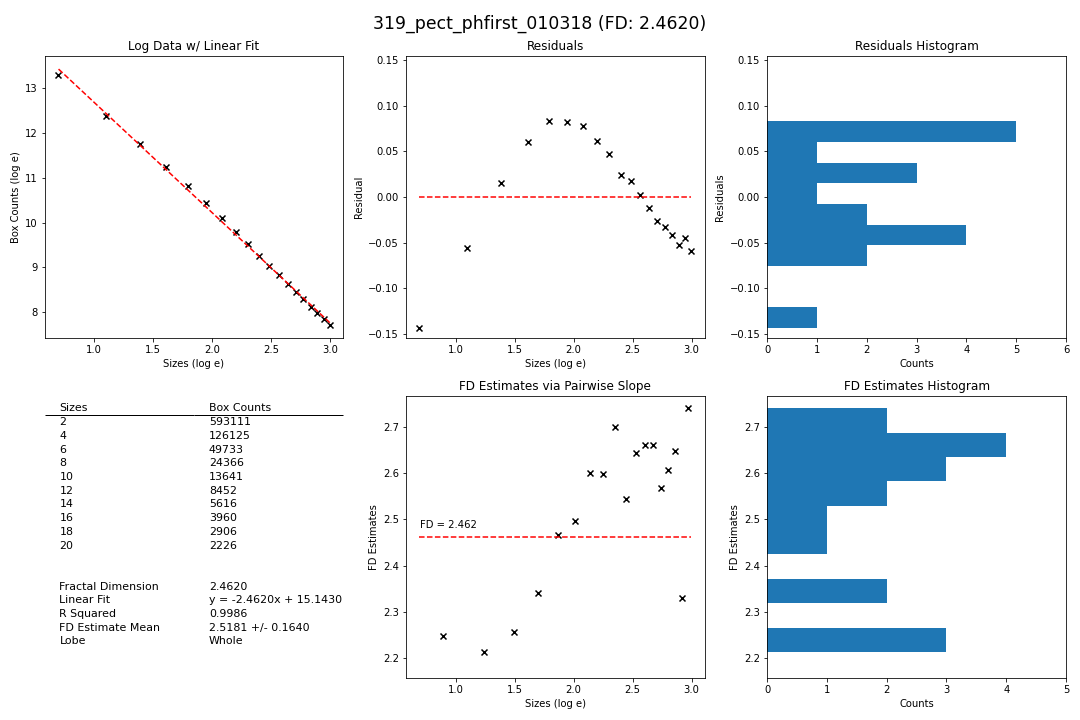 319_pect_phfirst_010318 (FD: 2.4620)
Log Data w/ Linear Fit
Box Counts (log e)
13
12
11
10
9
8
1.0 1.5 2.0 2.5 3.0
Sizes (log e)
Residuals
Residual
0.15
0.10
0.05
0.00
−0.05
−0.10
−0.15
1.0 1.5 2.0 2.5 3.0
Sizes (log e)
Residuals Histogram
Residuals
0.15
0.10
0.05
0.00
−0.05
−0.10
−0.15
0 1 2 3 4 5 6
Counts
Sizes Box Counts
2 593111
4 126125
6 49733
8 24366
10 13641
12 8452
14 5616
16 3960
18 2906
20 2226
Fractal Dimension 2.4620
Linear Fit y = -2.4620x + 15.1430
R Squared 0.9986
FD Estimate Mean 2.5181 +/- 0.1640
Lobe Whole
FD Estimates via Pairwise Slope
FD Estimates
2.7
2.6
2.5
2.4
2.3
2.2
FD = 2.462
1.0 1.5 2.0 2.5 3.0
Sizes (log e)
FD Estimates Histogram
FD Estimates
2.7
2.6
2.5
2.4
2.3
2.2
0 1 2 3 4 5
Counts